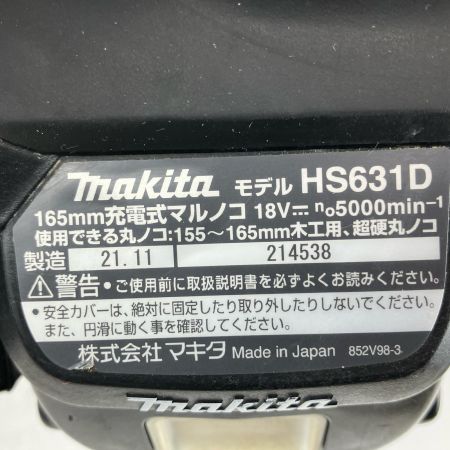 makita モデル HS631D
165mm充電式マルノコ 18V⎓ n₀5000min⁻¹
使用できる丸ノコ:155～165mm木工用、超硬丸ノコ
製造 21.11 214538
⚠警告 • ご使用前に取扱説明書を必ずよくお読みください。
• 安全カバーは、絶対に固定したり取り外したりしないでください。
また、円滑に動く事を確認してください。
株式会社マキタ Made in Japan 852V98-3
makita